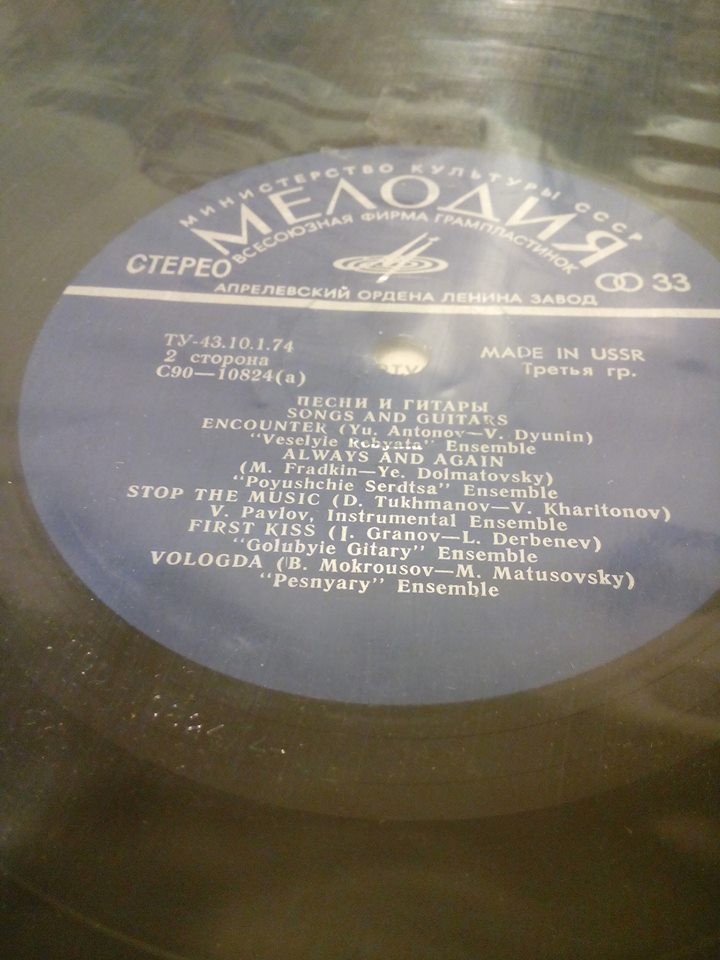 МИНИСТЕРСТВО КУЛЬТУРЫ СССР
МЕЛОДИЯ
ВСЕСОЮЗНАЯ ФИРМА ГРАМПЛАСТИНОК
СТЕРЕО
33
АПРЕЛЕВСКИЙ ОРДЕНА ЛЕНИНА ЗАВОД
ТУ-43.10.1.74
2 сторона
С90—10824(а)
MADE IN USSR
Третья гр.
ПЕСНИ И ГИТАРЫ
SONGS AND GUITARS
ENCOUNTER (Yu. Antonov—V. Dyunin)
"Veselyie Rebyata" Ensemble
ALWAYS AND AGAIN
(M. Fradkin—Ye. Dolmatovsky)
"Poyushchie Serdtsa" Ensemble
STOP THE MUSIC (D. Tukhmanov—V. Kharitonov)
V. Pavlov, Instrumental Ensemble
FIRST KISS (I. Granov—L. Derbenev)
"Golubyie Gitary" Ensemble
VOLOGDA (B. Mokrousov—M. Matusovsky)
"Pesnyary" Ensemble